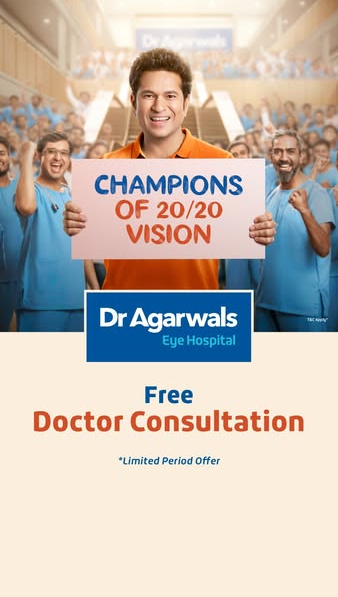 Dr Agarwals
CHAMPIONS
OF 20/20
VISION
T&C Apply*
Dr Agarwals
Eye Hospital
Free
Doctor Consultation
*Limited Period Offer